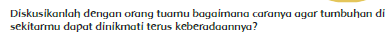 Diskusikanlah dengan orang tuamu bagaimana caranya agar tumbuhan di
sekitarmu dapat dinikmati terus keberadaannya?